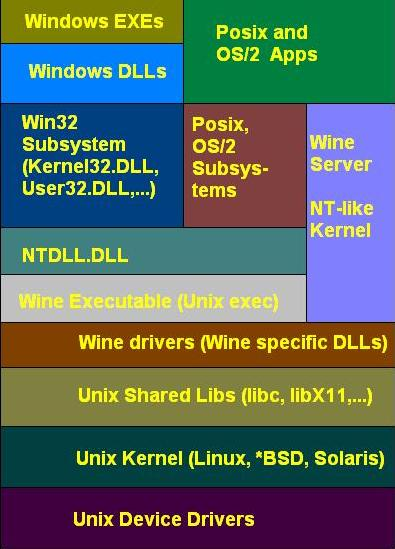 Windows EXEs
Posix and
OS/2 Apps
Windows DLLs
Win32
Subsystem
(Kernel32.DLL,
User32.DLL,...)
Posix,
OS/2
Subsys-
tems
Wine
Server
NT-like
Kernel
NTDLL.DLL
Wine Executable (Unix exec)
Wine drivers (Wine specific DLLs)
Unix Shared Libs (libc, libX11,...)
Unix Kernel (Linux, *BSD, Solaris)
Unix Device Drivers